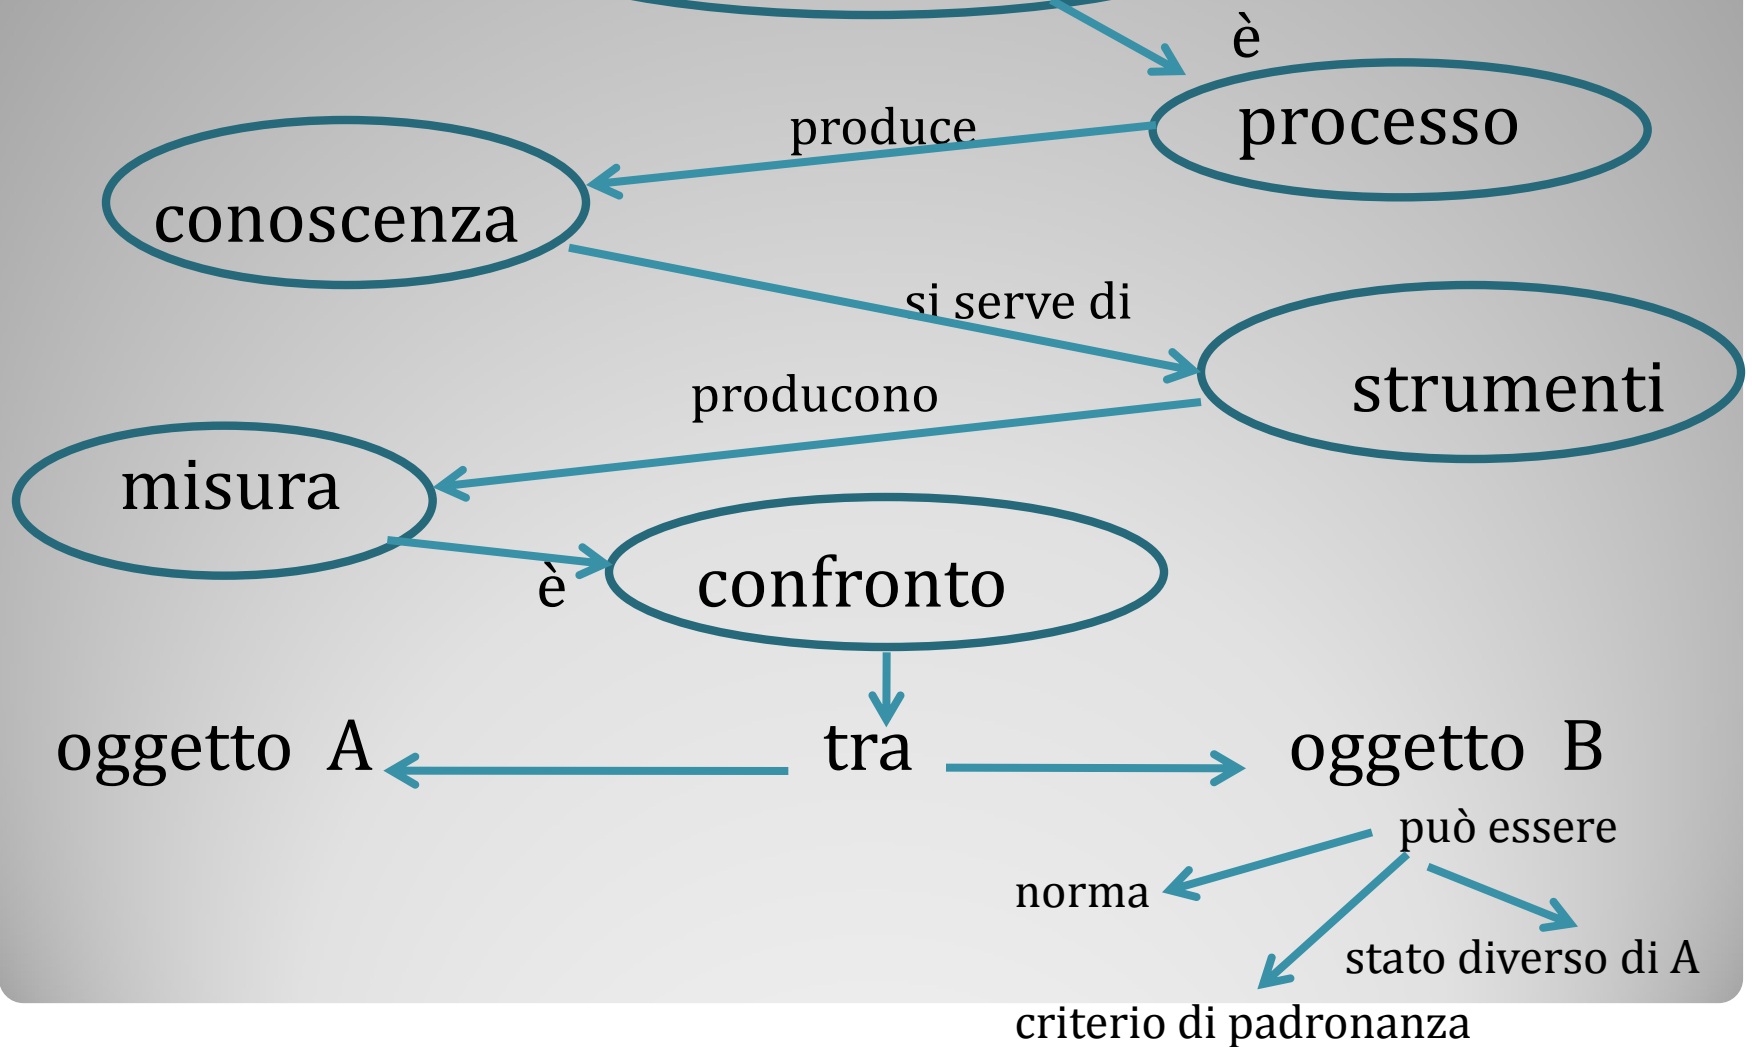 è
processo
produce
conoscenza
si serve di
strumenti
producono
misura
è
confronto
oggetto A
tra
oggetto B
può essere
norma
stato diverso di A
criterio di padronanza